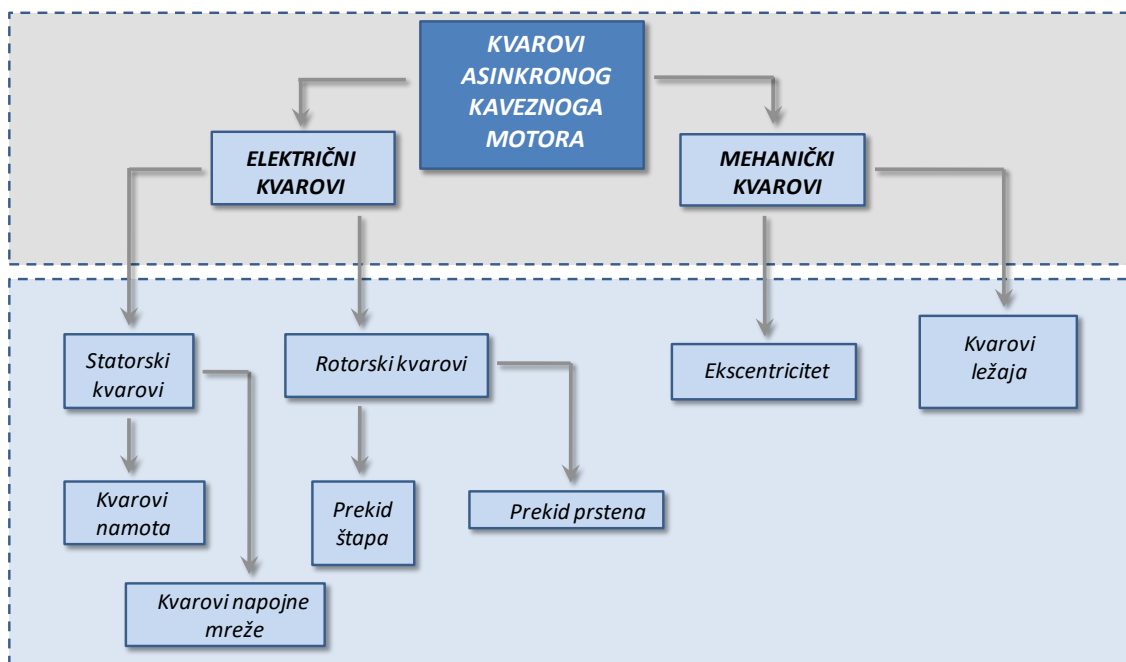 KVAROVI
ASINKRONOG
KAVEZNOGA
MOTORA
ELEKTRIČNI
KVAROVI
MEHANIČKI
KVAROVI
Statorski
kvarovi
Rotorski kvarovi
Ekscentricitet
Kvarovi
ležaja
Kvarovi
namota
Prekid
štapa
Prekid prstena
Kvarovi napojne
mreže